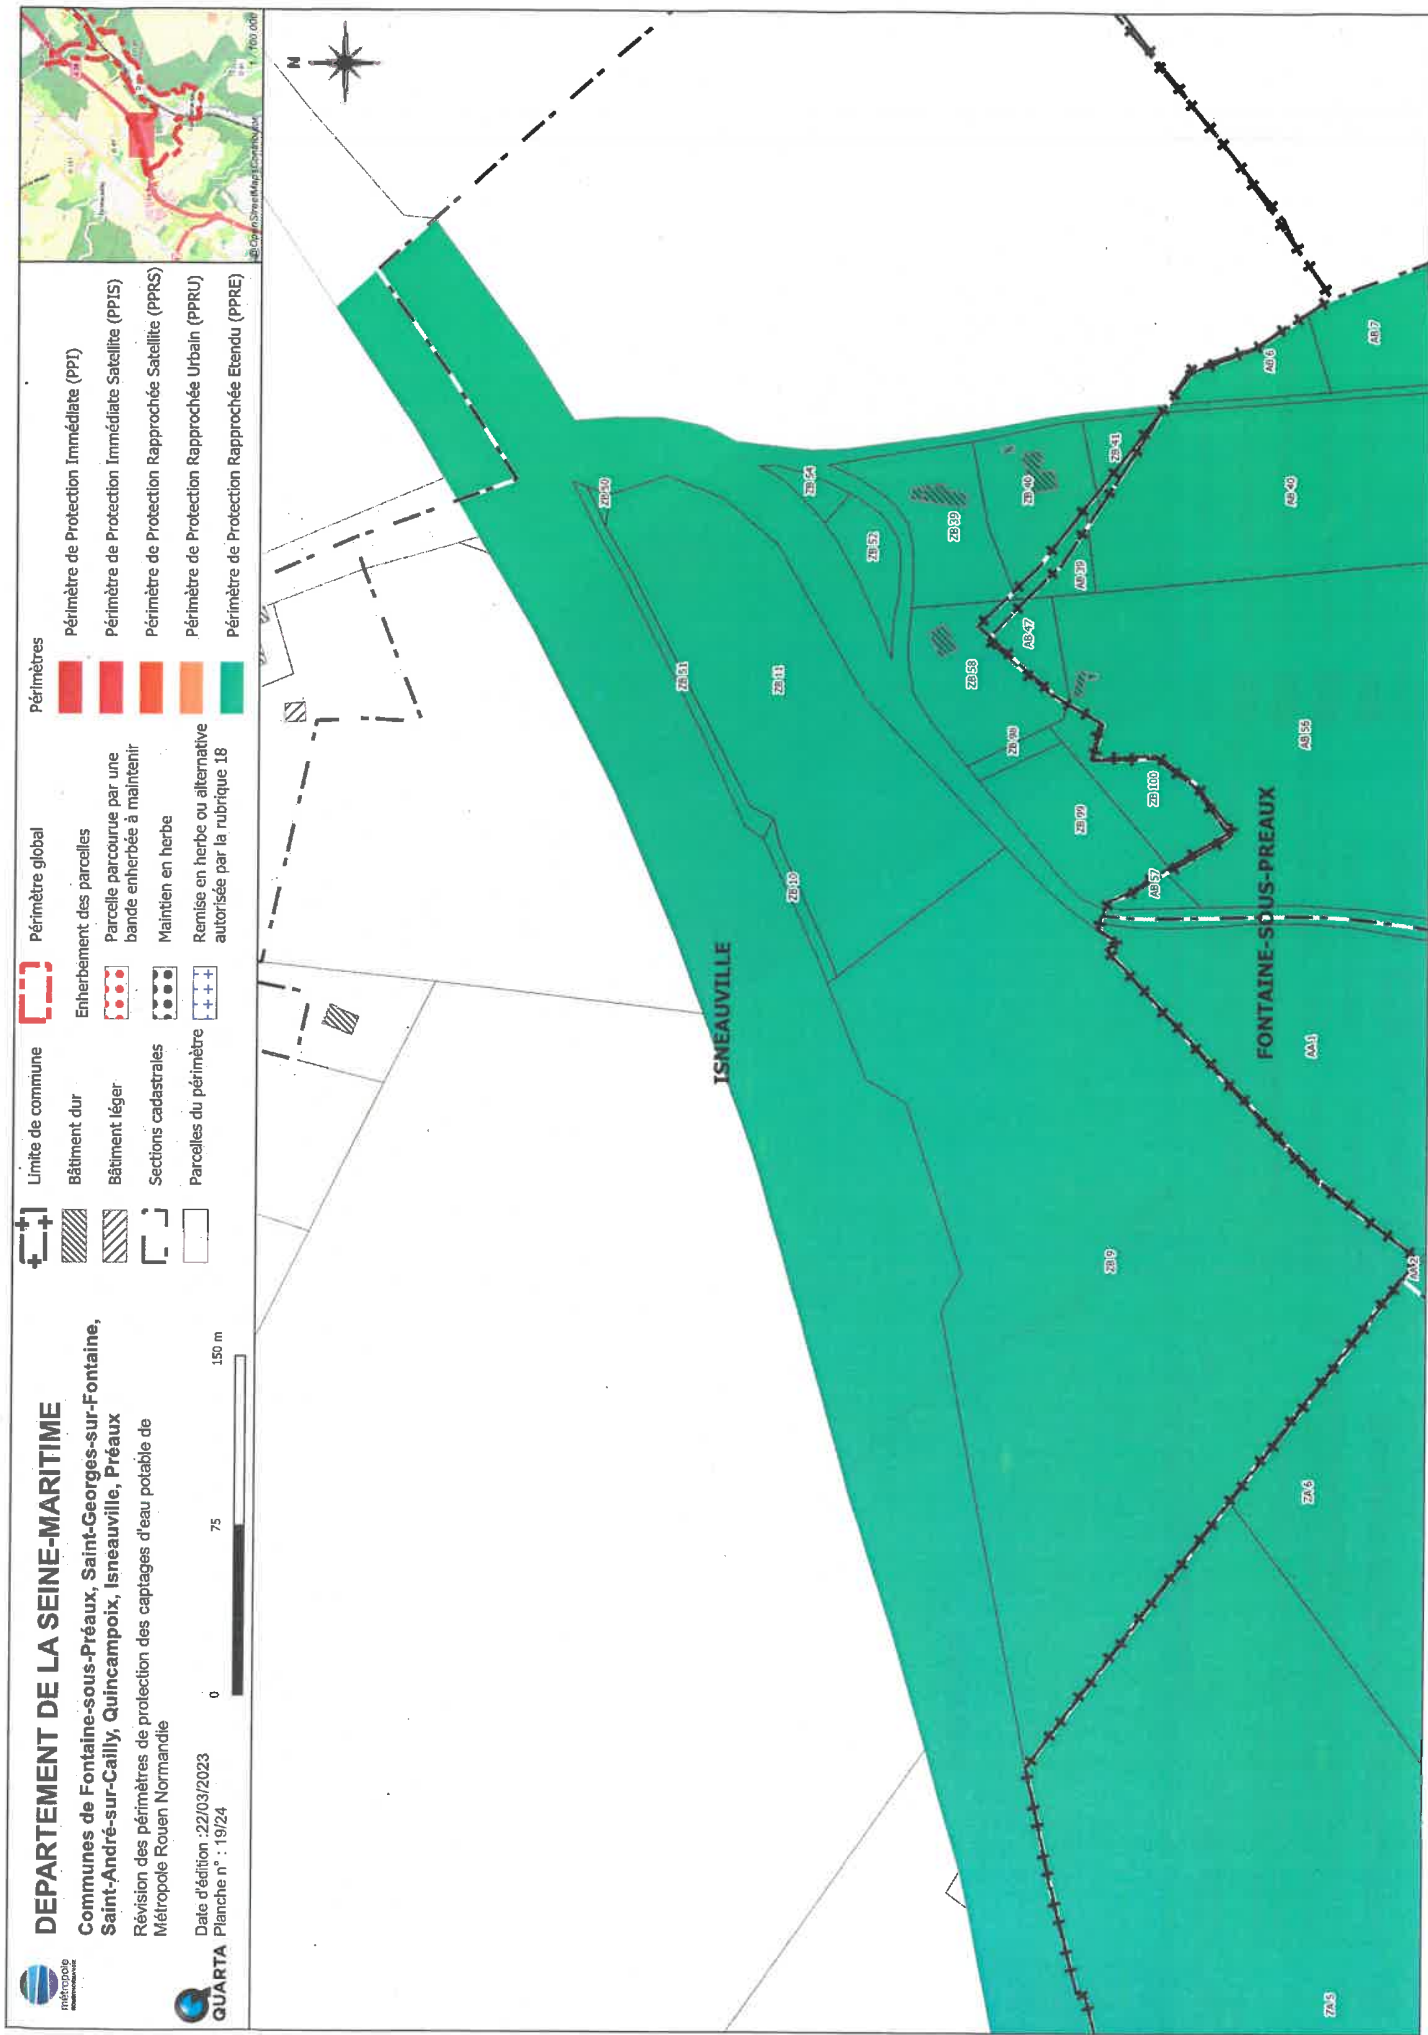 métropole
QUARTA
DEPARTEMENT DE LA SEINE-MARITIME
Communes de Fontaine-sous-Préaux, Saint-Georges-sur-Fontaine,
Saint-André-sur-Cailly, Quincampoix, Isneauville, Préaux
Révision des périmètres de protection des captages d'eau potable de
Métropole Rouen Normandie
Date d'édition :22/03/2023
Planche n° : 19/24
0
75
150 m
Limite de commune
Bâtiment dur
Bâtiment léger
Sections cadastrales
Parcelles du périmètre
Périmètre global
Enherbement des parcelles
Parcelle parcourue par une
bande enherbée à maintenir
Maintien en herbe
Remise en herbe ou alternative
autorisée par la rubrique 18
Périmètres
Périmètre de Protection Immédiate (PPI)
Périmètre de Protection Immédiate Satellite (PPIS)
Périmètre de Protection Rapprochée Satellite (PPRS)
Périmètre de Protection Rapprochée Urbain (PPRU)
Périmètre de Protection Rapprochée Etendu (PPRE)
©OpenStreetMapsContributors
1 / 100 000
N
ISNEAUVILLE
FONTAINE-SOUS-PREAUX
ZB 50
ZB 51
ZB 54
ZB 52
ZB 11
ZB 10
ZB 39
ZB 40
ZB 41
ZB 58
ZB 98
ZB 99
ZB 100
ZB 9
AB 6
AB 7
AB 40
AB 39
AB 47
AB 56
AB 57
AA 1
AA 2
ZA 6
ZA 5